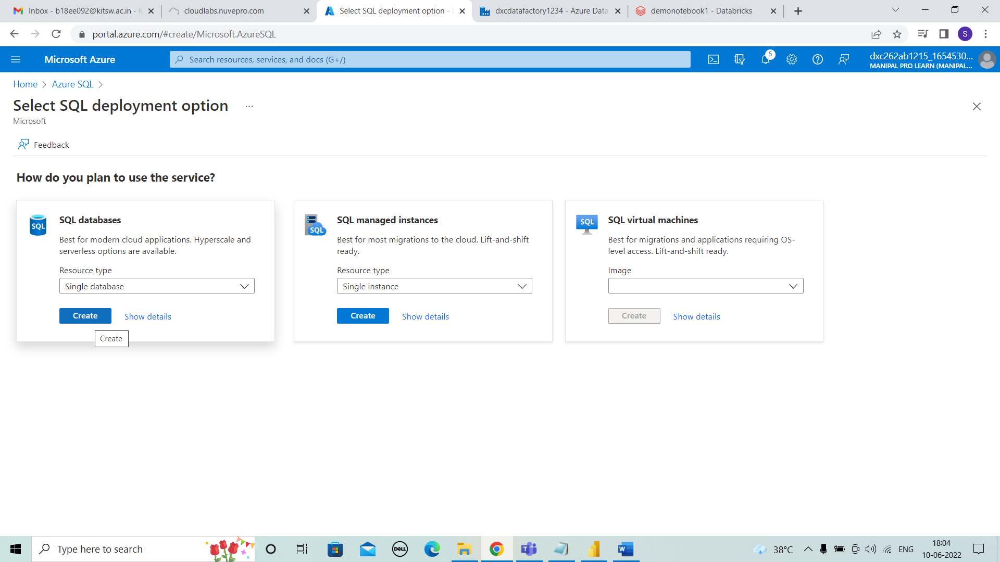 Inbox - b18ee092@kitsw.ac.in -
cloudlabs.nuvepro.com
Select SQL deployment option -
dxcdatafactory1234 - Azure Data
demonotebook1 - Databricks
portal.azure.com/#create/Microsoft.AzureSQL
S
Microsoft Azure
Search resources, services, and docs (G+/)
5
dxc262ab1215_1654530...
MANIPAL PRO LEARN (MANIPAL...
Home
Azure SQL
Select SQL deployment option
...
Microsoft
Feedback
How do you plan to use the service?
SQL
SQL databases
Best for modern cloud applications. Hyperscale and
serverless options are available.
Resource type
Single database
Create
Show details
Create
SQL
SQL managed instances
Best for most migrations to the cloud. Lift-and-shift
ready.
Resource type
Single instance
Create
Show details
SQL
SQL virtual machines
Best for migrations and applications requiring OS-
level access. Lift-and-shift ready.
Image
Create
Show details
Type here to search
DELL
T
W
38°C
ENG
18:04
10-06-2022